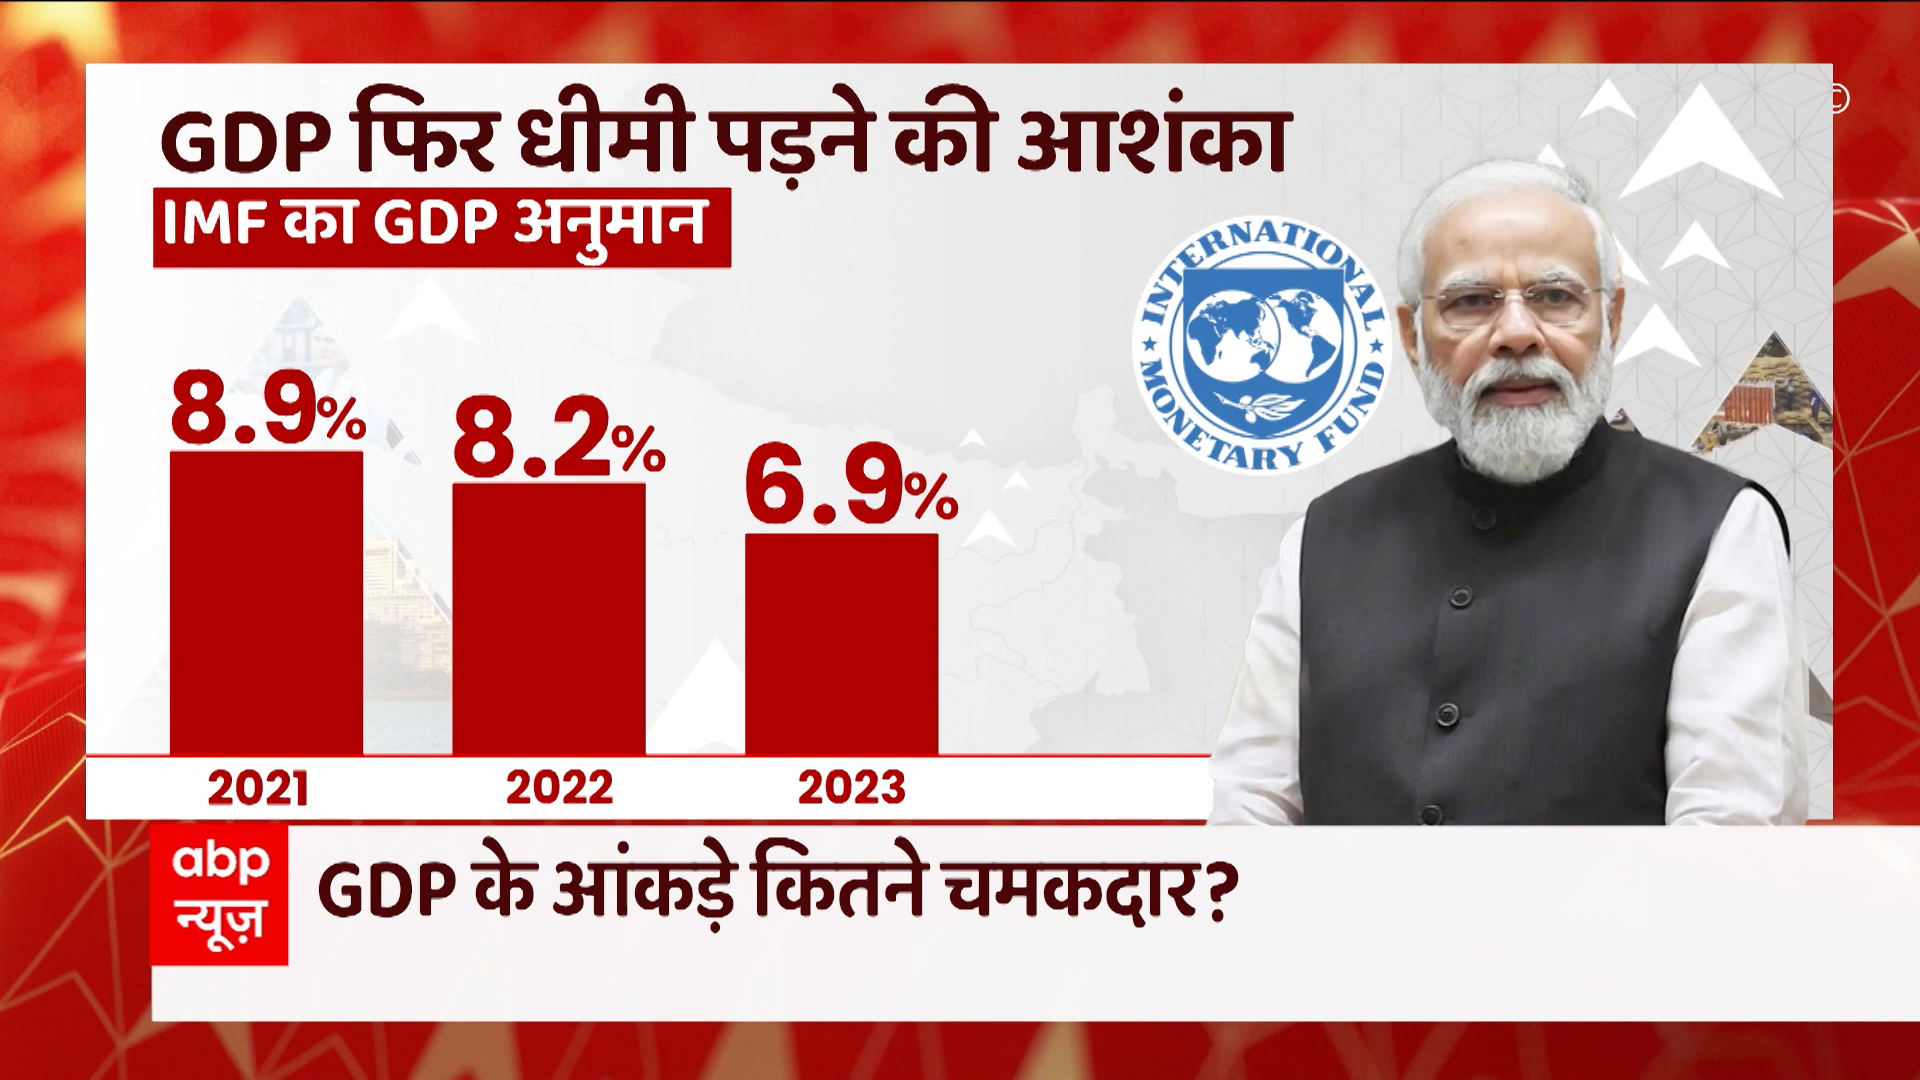 GDP फिर धीमी पड़ने की आशंका
IMF का GDP अनुमान
INTERNATIONAL MONETARY FUND
8.9%
8.2%
6.9%
2021
2022
2023
abp
न्यूज़
GDP के आंकड़े कितने चमकदार?
©